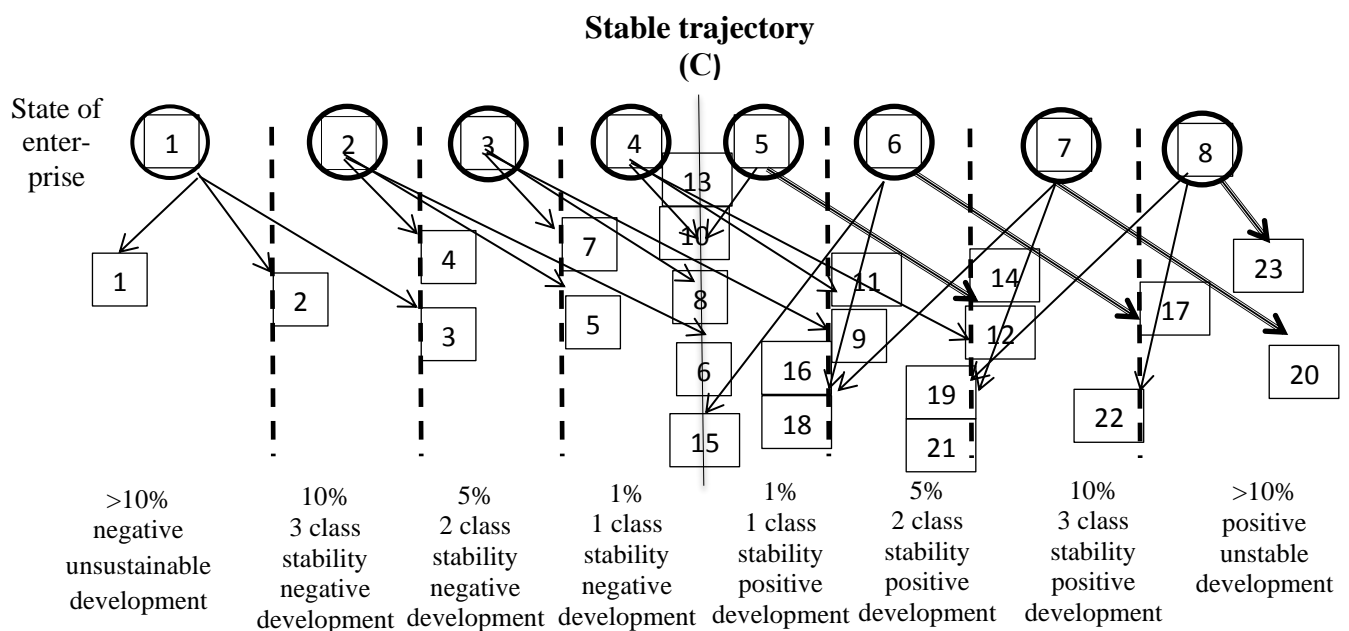 Stable trajectory
(C)
State of
enter-
prise
1
2
3
4
5
6
7
8
13
10
7
4
11
14
23
1
2
8
17
3
5
9
12
16
6
20
19
18
15
22
21
>10%
negative
unsustainable
development
10%
3 class
stability
negative
development
5%
2 class
stability
negative
development
1%
1 class
stability
negative
development
1%
1 class
stability
positive
development
5%
2 class
stability
positive
development
10%
3 class
stability
positive
development
>10%
positive
unstable
development